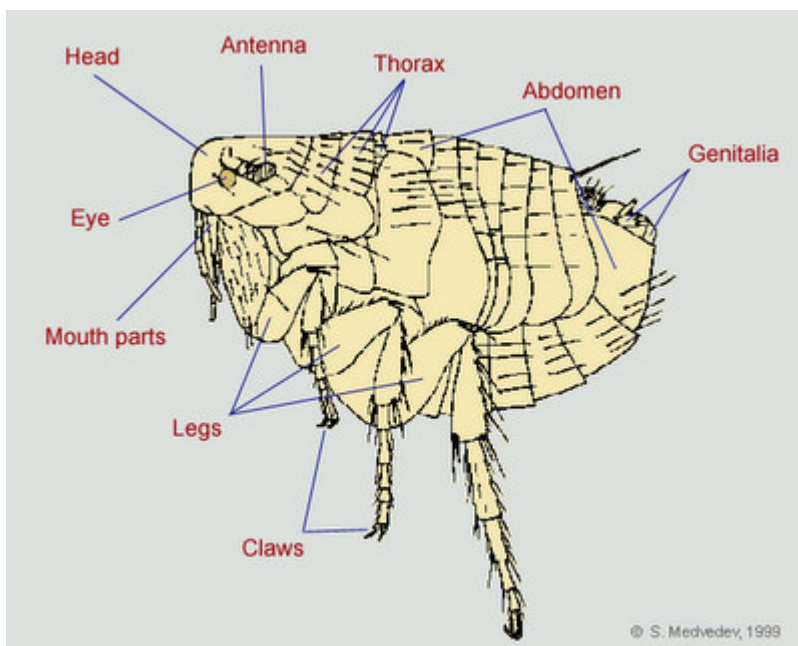 Head
Antenna
Thorax
Abdomen
Genitalia
Eye
Mouth parts
Legs
Claws
© S. Medvedev, 1999